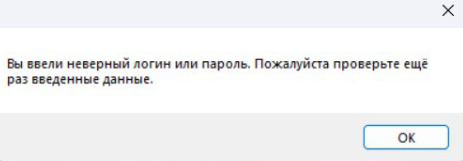 Вы ввели неверный логин или пароль. Пожалуйста проверьте ещё
раз введенные данные.
OK